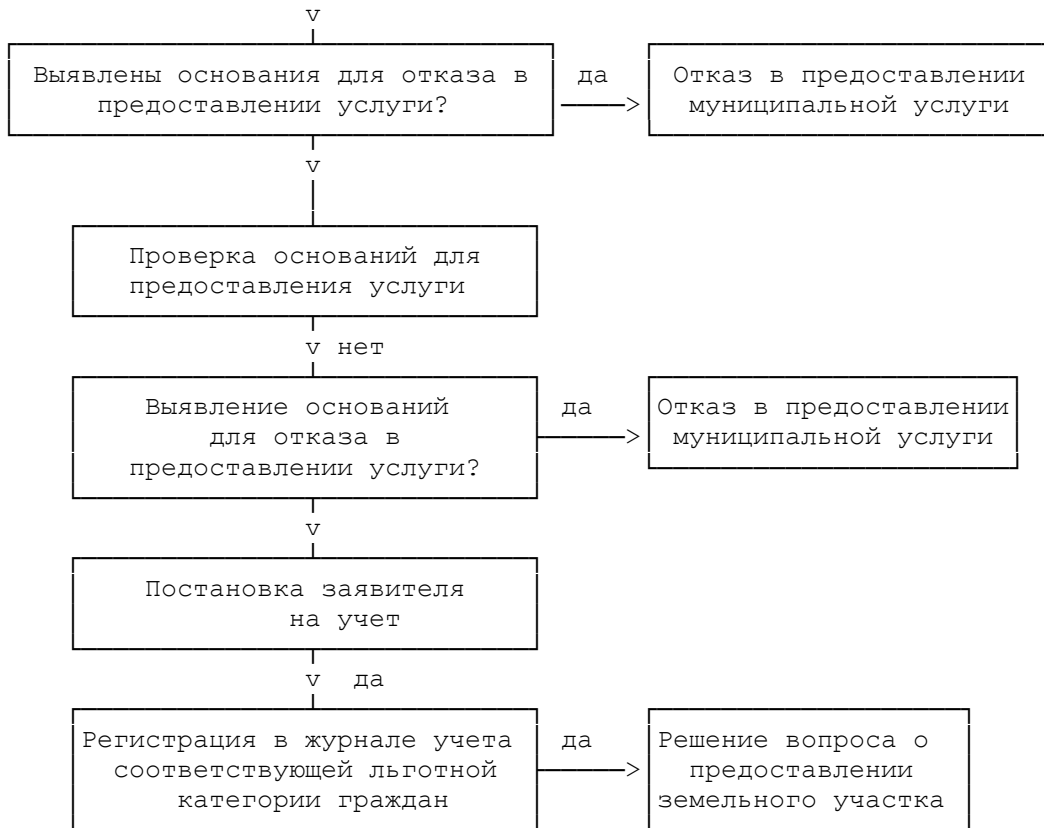 v
Выявлены основания для отказа в
предоставлении услуги?
да
Отказ в предоставлении
муниципальной услуги
v
Проверка оснований для
предоставления услуги
v нет
Выявление оснований
для отказа в
предоставлении услуги?
да
Отказ в предоставлении
муниципальной услуги
v
Постановка заявителя
на учет
v да
Регистрация в журнале учета
соответствующей льготной
категории граждан
да
Решение вопроса о
предоставлении
земельного участка